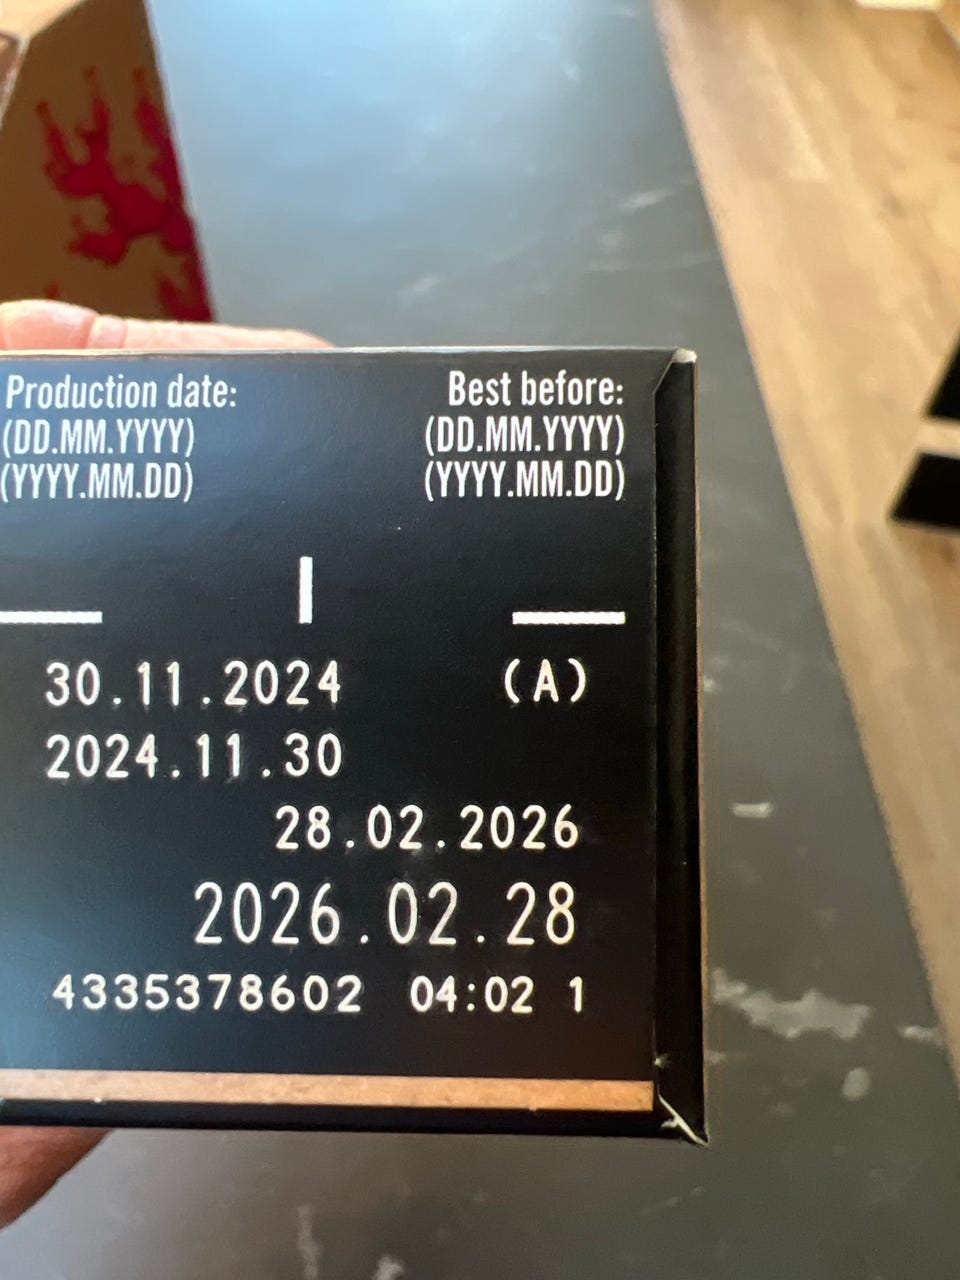 Production date: Best before:
(DD.MM.YYYY) (DD.MM.YYYY)
(YYYY.MM.DD) (YYYY.MM.DD)
30.11.2024 (A)
2024.11.30
28.02.2026
2026.02.28
4335378602 04:02 1